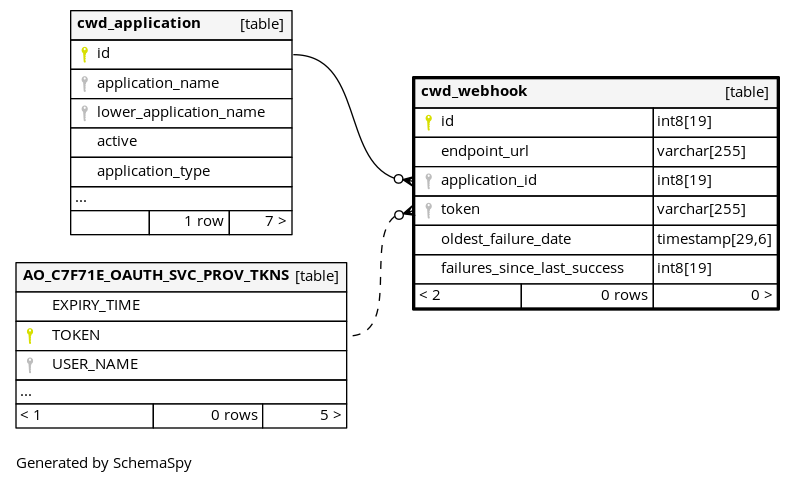 cwd_application [table]
id
application_name
lower_application_name
active
application_type
...
1 row 7 >
cwd_webhook [table]
id int8[19]
endpoint_url varchar[255]
application_id int8[19]
token varchar[255]
oldest_failure_date timestamp[29,6]
failures_since_last_success int8[19]
< 2 0 rows 0 >
AO_C7F71E_OAUTH_SVC_PROV_TKNS [table]
EXPIRY_TIME
TOKEN
USER_NAME
...
< 1 0 rows 5 >
Generated by SchemaSpy